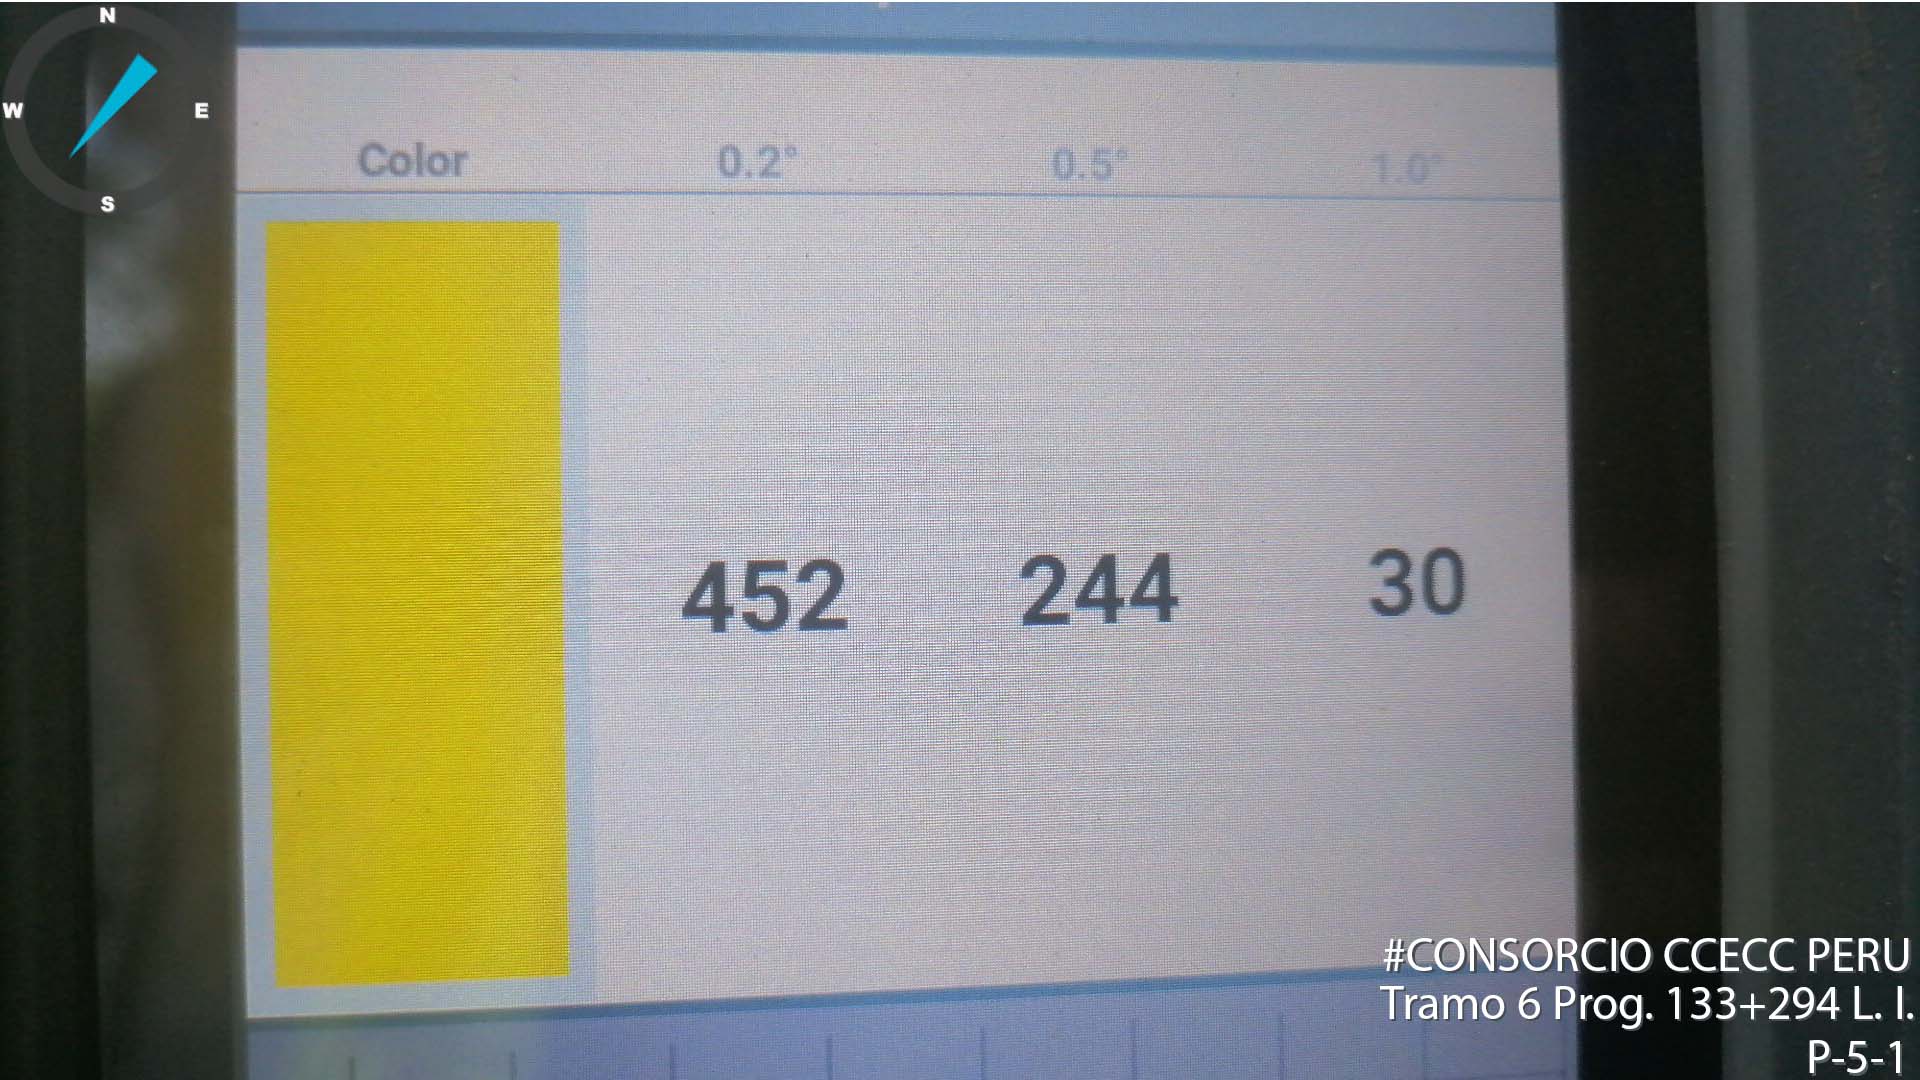 N
W
E
S
Color 0.2° 0.5° 1.0°
452 244 30
#CONSORCIO CCECC PERU
Tramo 6 Prog. 133+294 L. I.
P-5-1